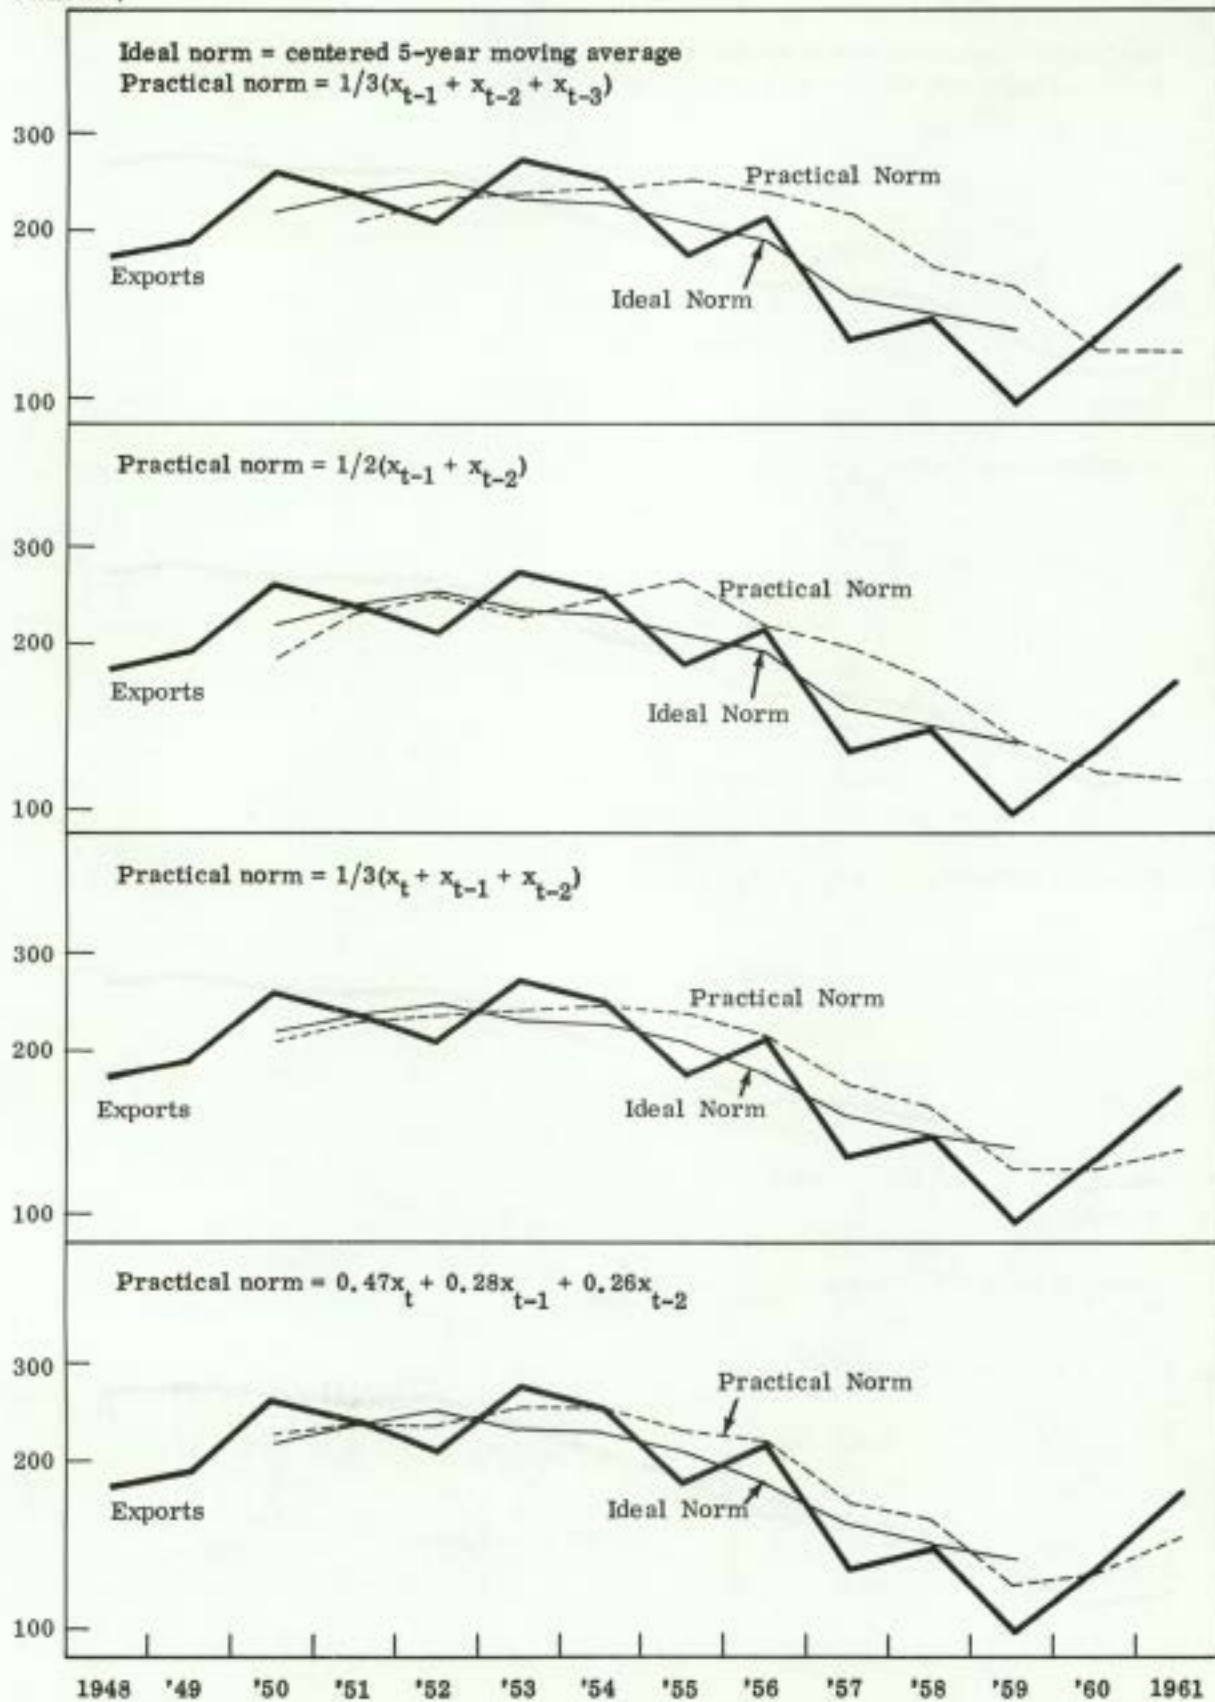 Ideal norm = centered 5-year moving average
Practical norm = 1/3(x_{t-1} + x_{t-2} + x_{t-3})
300
Practical Norm
200
Exports
Ideal Norm
100
Practical norm = 1/2(x_{t-1} + x_{t-2})
300
Practical Norm
200
Exports
Ideal Norm
100
Practical norm = 1/3(x_t + x_{t-1} + x_{t-2})
300
Practical Norm
200
Exports
Ideal Norm
100
Practical norm = 0.47x_t + 0.28x_{t-1} + 0.26x_{t-2}
300
Practical Norm
200
Ideal Norm
Exports
100
1948 '49 '50 '51 '52 '53 '54 '55 '56 '57 '58 '59 '60 1961